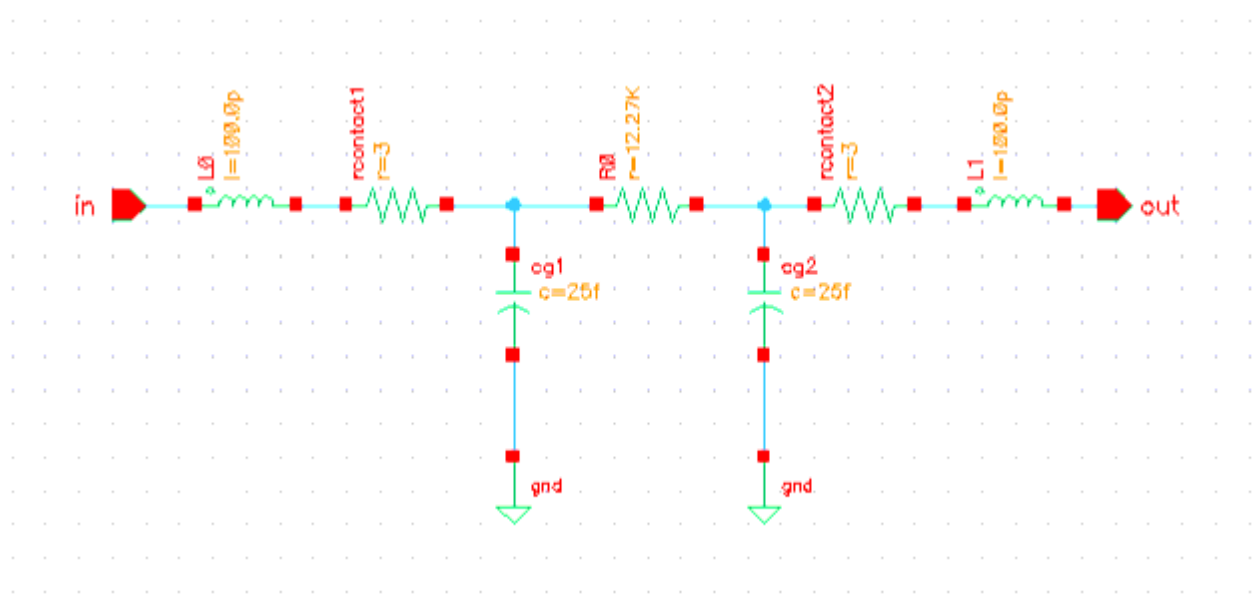 L0
l=100.0p
rcontact1
r=3
R0
r=12.27K
rcontact2
r=3
L1
l=100.0p
in
out
cg1
c=25f
cg2
c=25f
gnd
gnd